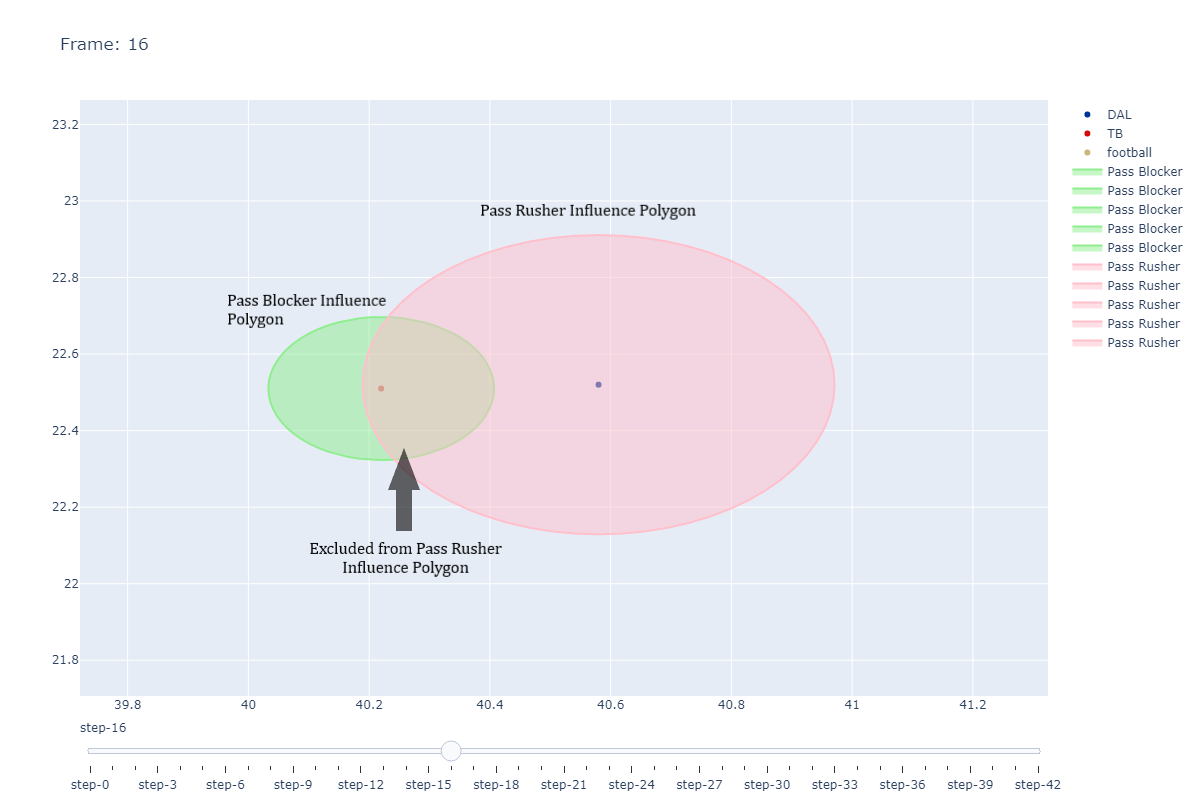 Frame: 16
DAL
TB
football
Pass Blocker
Pass Blocker
Pass Blocker
Pass Blocker
Pass Blocker
Pass Rusher
Pass Rusher
Pass Rusher
Pass Rusher
Pass Rusher
23.2
23
22.8
22.6
22.4
22.2
22
21.8
Pass Rusher Influence Polygon
Pass Blocker Influence
Polygon
Excluded from Pass Rusher
Influence Polygon
39.8 40 40.2 40.4 40.6 40.8 41 41.2
step-16
step-0 step-3 step-6 step-9 step-12 step-15 step-18 step-21 step-24 step-27 step-30 step-33 step-36 step-39 step-42